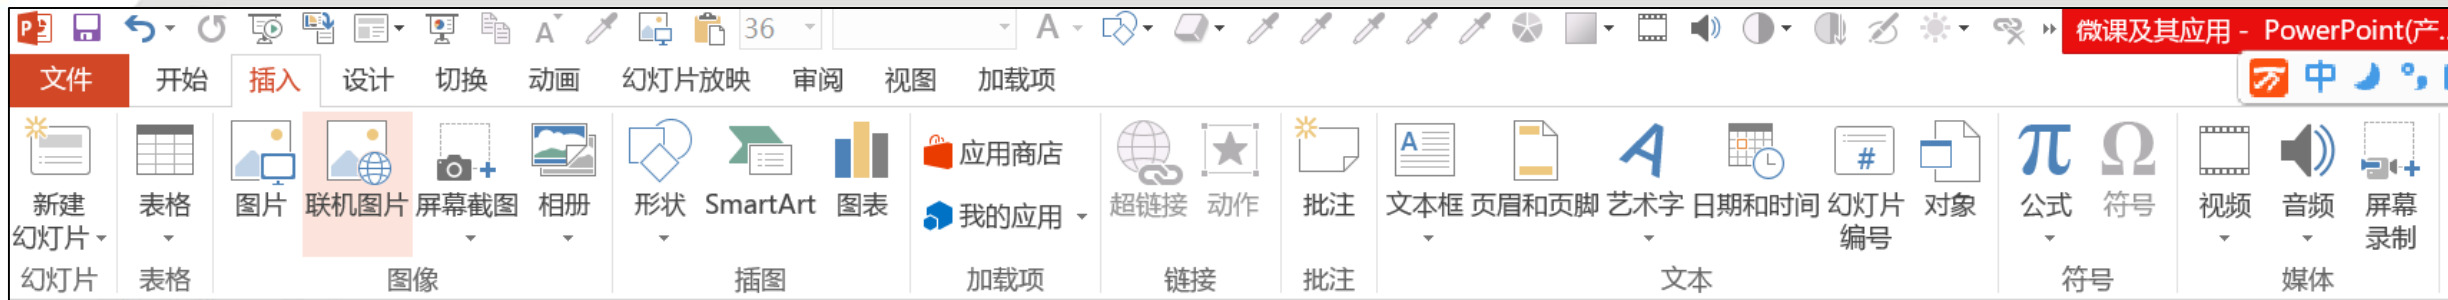 36 A 微课及其应用 - PowerPoint(产...
文件 开始 插入 设计 切换 动画 幻灯片放映 审阅 视图 加载项 万 中
新建 幻灯片 表格 图片 联机图片 屏幕截图 相册 形状 SmartArt 图表 应用商店 我的应用 超链接 动作 批注 文本框 页眉和页脚 艺术字 日期和时间 幻灯片 编号 对象 公式 符号 视频 音频 屏幕 录制
幻灯片 表格 图像 插图 加载项 链接 批注 文本 符号 媒体